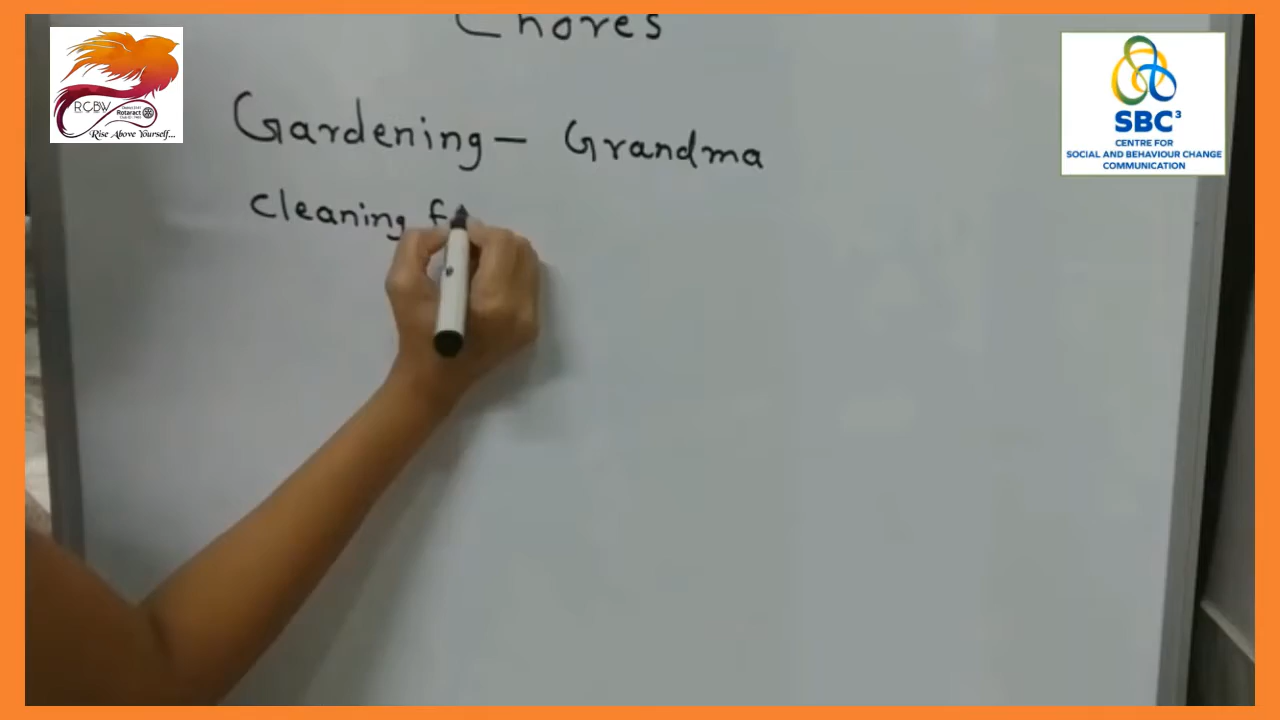 Chores
RCBW
Rotaract
Rise Above Yourself...
SBC³
CENTRE FOR
SOCIAL AND BEHAVIOUR CHANGE
COMMUNICATION
Gardening - Grandma
Cleaning f